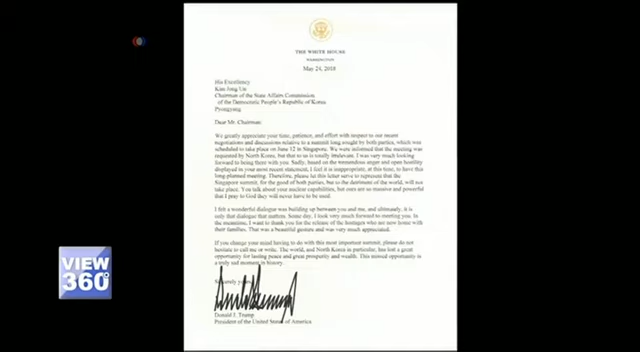 THE WHITE HOUSE
WASHINGTON
May 24, 2018
His Excellency
Kim Jong Un
Chairman of the State Affairs Commission
of the Democratic People's Republic of Korea
Pyongyang
Dear Mr. Chairman:
We greatly appreciate your time, patience, and effort with respect to our recent
negotiations and discussions relative to a summit long sought by both parties, which was
scheduled to take place on June 12 in Singapore. We were informed that the meeting was
requested by North Korea, but that to us is totally irrelevant. I was very much looking
forward to being there with you. Sadly, based on the tremendous anger and open hostility
displayed in your most recent statement, I feel it is inappropriate, at this time, to have this
long-planned meeting. Therefore, please let this letter serve to represent that the
Singapore summit, for the good of both parties, but to the detriment of the world, will not
take place. You talk about your nuclear capabilities, but ours are so massive and powerful
that I pray to God they will never have to be used.
I felt a wonderful dialogue was building up between you and me, and ultimately, it is
only that dialogue that matters. Some day, I look very much forward to meeting you. In
the meantime, I want to thank you for the release of the hostages who are now home with
their families. That was a beautiful gesture and was very much appreciated.
If you change your mind having to do with this most important summit, please do not
hesitate to call me or write. The world, and North Korea in particular, has lost a great
opportunity for lasting peace and great prosperity and wealth. This missed opportunity is
a truly sad moment in history.
Sincerely yours,
Donald J. Trump
President of the United States of America
VIEW
360°